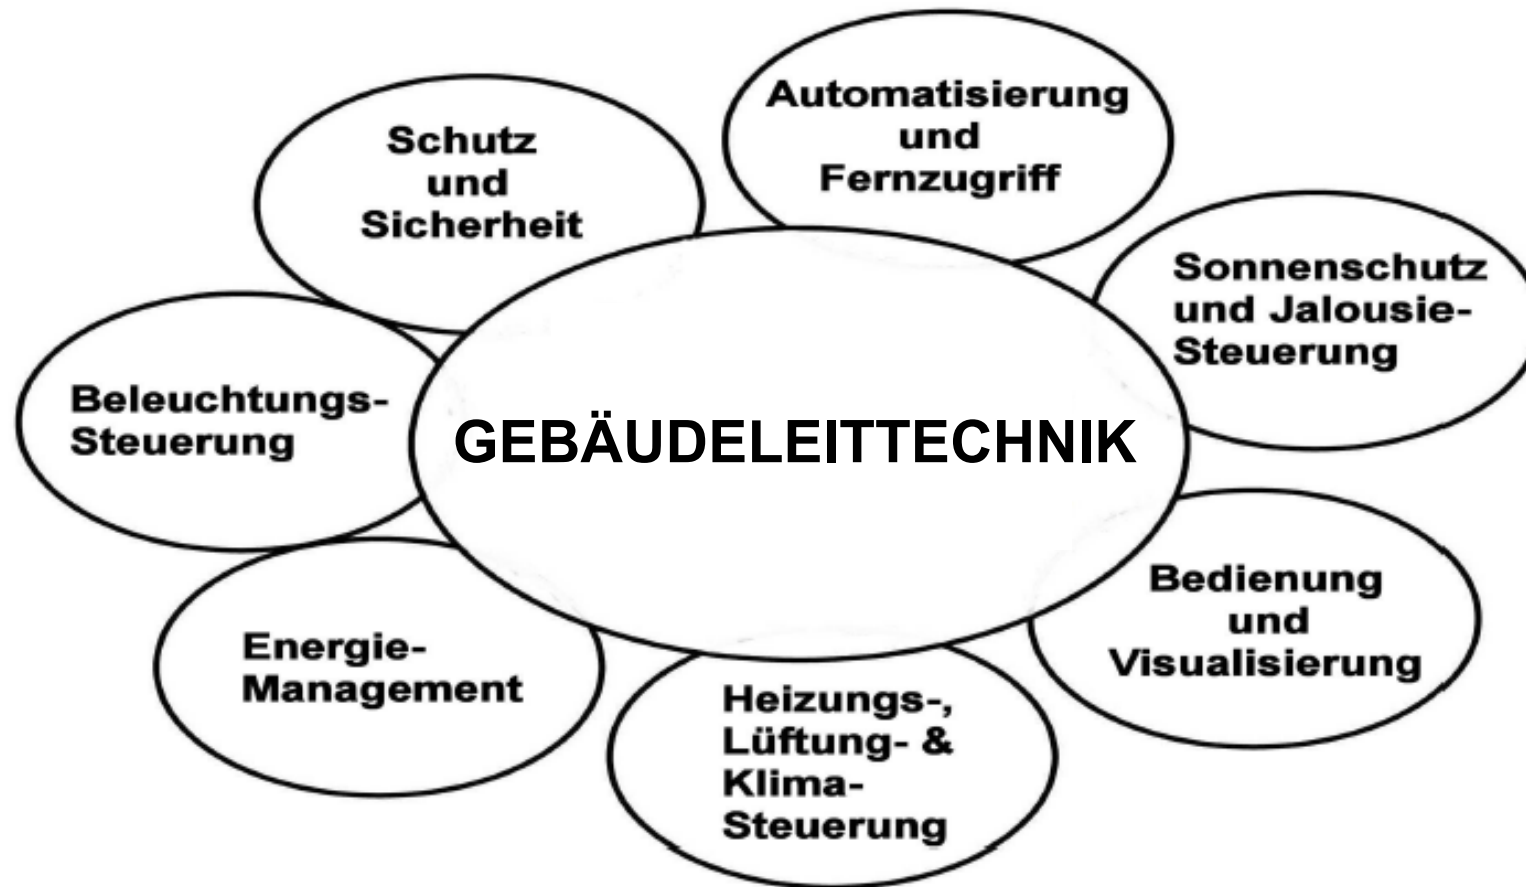 Automatisierung
und
Fernzugriff
Schutz
und
Sicherheit
Sonnenschutz
und Jalousie-
Steuerung
Beleuchtungs-
Steuerung
GEBÄUDELEITTECHNIK
Bedienung
und
Visualisierung
Energie-
Management
Heizungs-,
Lüftung- &
Klima-
Steuerung